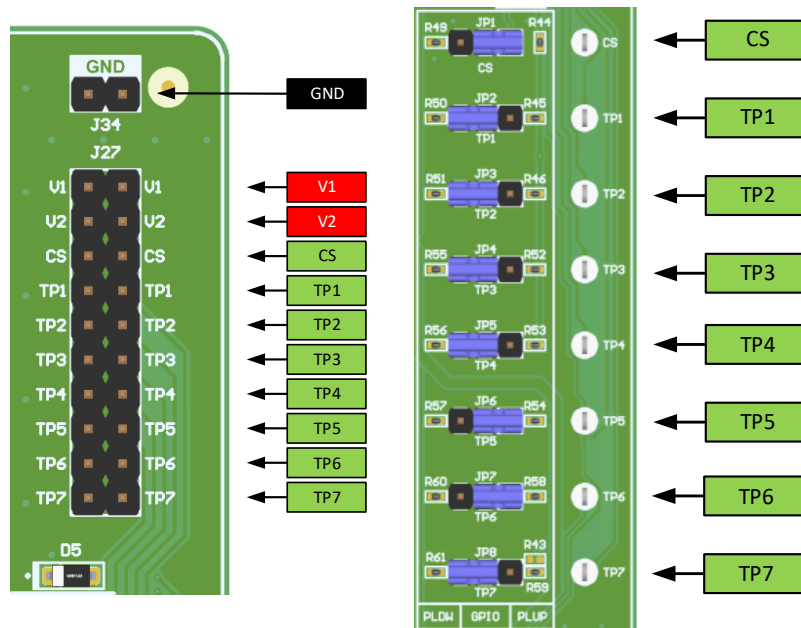 GND
GND
J34
J27
V1 V1 V1
V2 V2 V2
CS CS CS
TP1 TP1 TP1
TP2 TP2 TP2
TP3 TP3 TP3
TP4 TP4 TP4
TP5 TP5 TP5
TP6 TP6 TP6
TP7 TP7 TP7
D5
R49 JP1 R44
CS CS CS
R50 JP2 R45
TP1 TP1 TP1
R51 JP3 R46
TP2 TP2 TP2
R55 JP4 R52
TP3 TP3 TP3
R56 JP5 R53
TP4 TP4 TP4
R57 JP6 R54
TP5 TP5 TP5
R60 JP7 R58
TP6 TP6 TP6
R61 JP8 R43
R59
TP7 TP7 TP7
PLDW GPIO PLUP